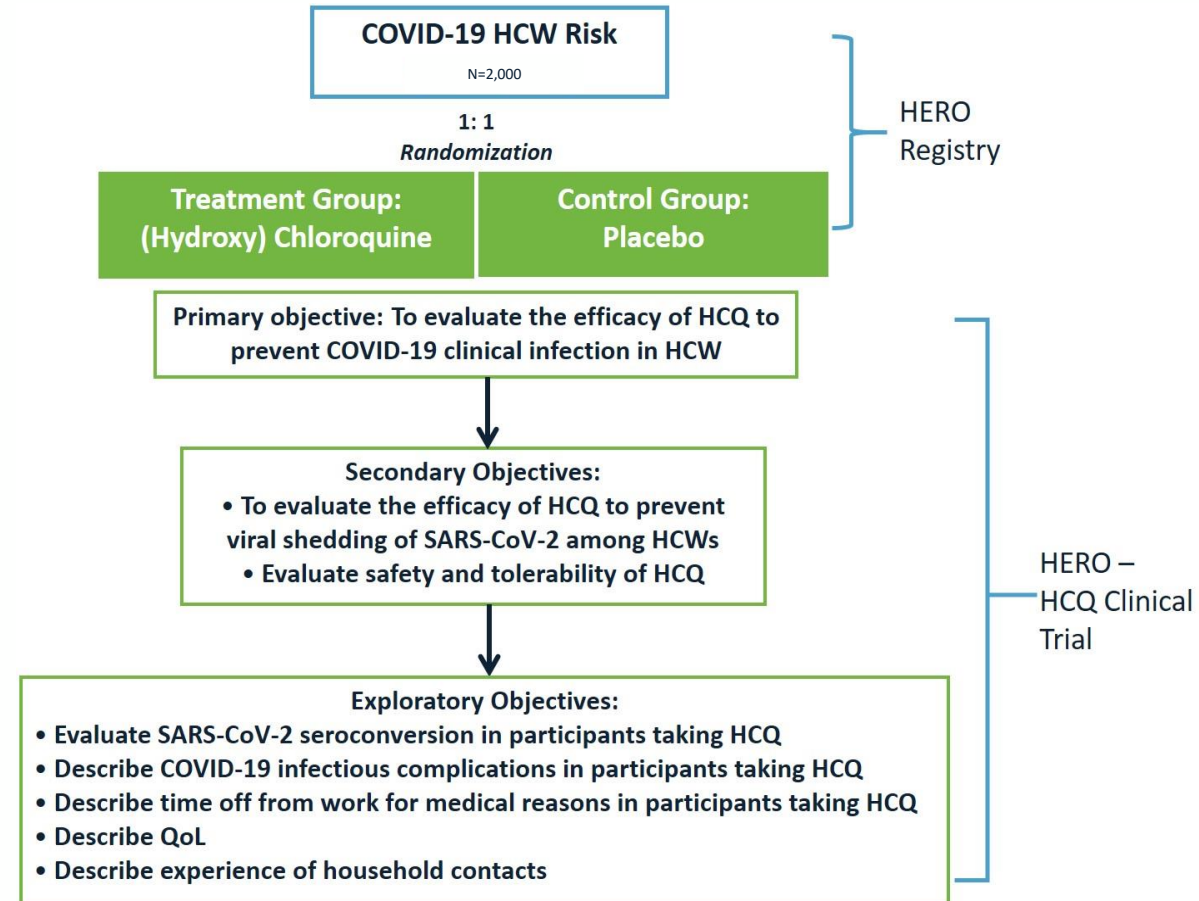 COVID-19 HCW Risk
N=2,000
1: 1
Randomization
HERO
Registry
Treatment Group:
(Hydroxy) Chloroquine
Control Group:
Placebo
Primary objective: To evaluate the efficacy of HCQ to
prevent COVID-19 clinical infection in HCW
Secondary Objectives:
• To evaluate the efficacy of HCQ to prevent
viral shedding of SARS-CoV-2 among HCWs
• Evaluate safety and tolerability of HCQ
HERO –
HCQ Clinical
Trial
Exploratory Objectives:
• Evaluate SARS-CoV-2 seroconversion in participants taking HCQ
• Describe COVID-19 infectious complications in participants taking HCQ
• Describe time off from work for medical reasons in participants taking HCQ
• Describe QoL
• Describe experience of household contacts